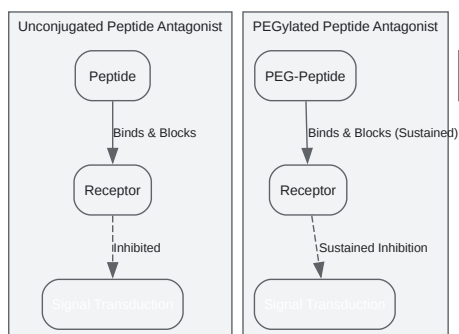 Unconjugated Peptide Antagonist
Peptide
Binds & Blocks
Receptor
Inhibited
Signal Transduction
PEGylated Peptide Antagonist
PEG-Peptide
Binds & Blocks (Sustained)
Receptor
Sustained Inhibition
Signal Transduction